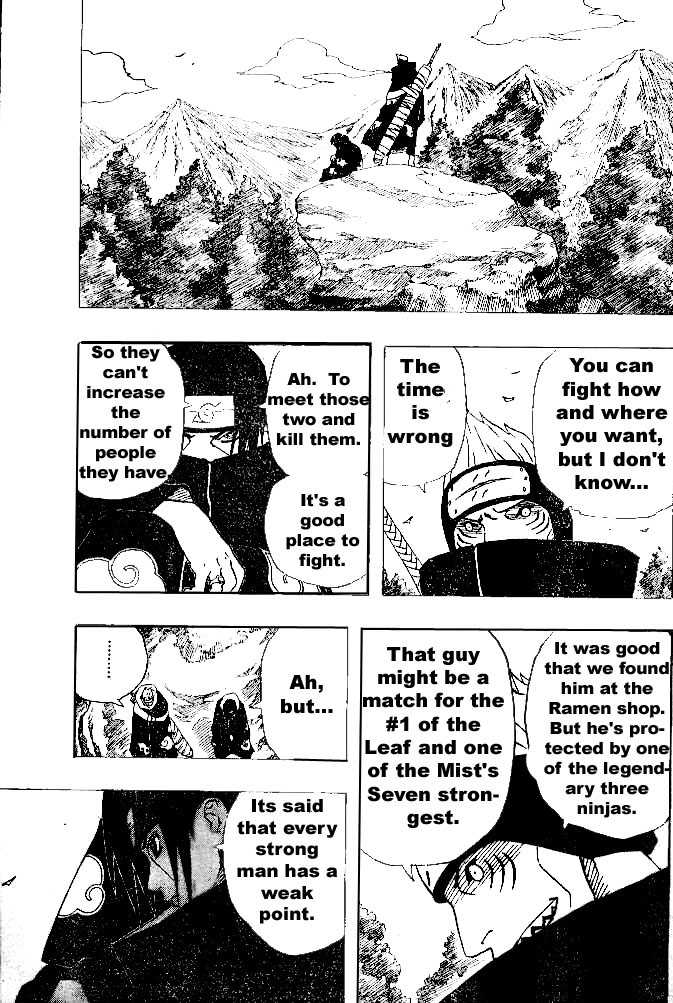 You can
fight how
and where
you want,
but I don't
know...
The
time
is
wrong
Ah. To
meet those
two and
kill them.
It's a
good
place to
fight.
So they
can't
increase
the
number of
people
they have.
It was good
that we found
him at the
Ramen shop.
But he's pro-
tected by one
of the legend-
ary three
ninjas.
That guy
might be a
match for the
#1 of the
Leaf and one
of the Mist's
Seven stron-
gest.
Ah,
but...
.........
Its said
that every
strong
man has a
weak
point.